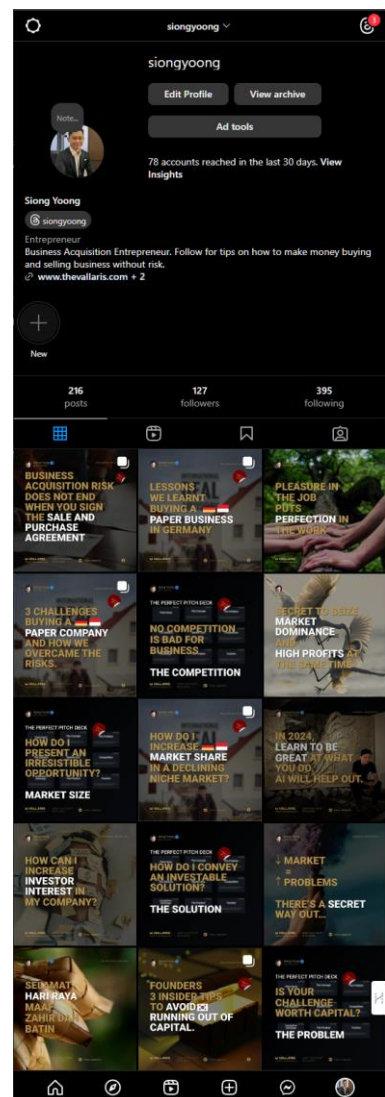 siongyoong
3
siongyoong
Edit Profile
View archive
Ad tools
Note...
78 accounts reached in the last 30 days. View
Insights
Siong Yoong
siongyoong
Entrepreneur
Business Acquisition Entrepreneur. Follow for tips on how to make money buying
and selling business without risk.
www.thevallaris.com + 2
New
216
posts
127
followers
395
following
BUSINESS
ACQUISITION RISK
DOES NOT END
WHEN YOU SIGN
THE SALE AND
PURCHASE
AGREEMENT
LESSONS
WE LEARNT
BUYING A
PAPER BUSINESS
IN GERMANY
PLEASURE IN
THE JOB
PUTS
PERFECTION IN
THE WORK
3 CHALLENGES
BUYING A
PAPER COMPANY
AND HOW WE
OVERCAME THE
RISKS.
THE PERFECT PITCH DECK
NO COMPETITION
IS BAD FOR
BUSINESS
THE COMPETITION
SECRET TO SEIZE
MARKET
DOMINANCE
AND
HIGH PROFITS AT
THE SAME TIME
THE PERFECT PITCH DECK
HOW DO I
PRESENT AN
IRRESISTIBLE
OPPORTUNITY?
MARKET SIZE
HOW DO I
INCREASE
MARKET SHARE
IN A DECLINING
NICHE MARKET?
IN 2024,
LEARN TO BE
GREAT AT WHAT
YOU DO.
AI WILL HELP OUT.
HOW CAN I
INCREASE
INVESTOR
INTEREST IN
MY COMPANY?
THE PERFECT PITCH DECK
HOW DO I CONVEY
AN INVESTABLE
SOLUTION?
THE SOLUTION
↓ MARKET
=
↑ PROBLEMS
THERE'S A SECRET
WAY OUT...
SELAMAT
HARI RAYA
MAAF
ZAHIR DAN
BATIN
FOUNDERS
3 INSIDER TIPS
TO AVOID
RUNNING OUT OF
CAPITAL.
THE PERFECT PITCH DECK
IS YOUR
CHALLENGE
WORTH CAPITAL?
THE PROBLEM